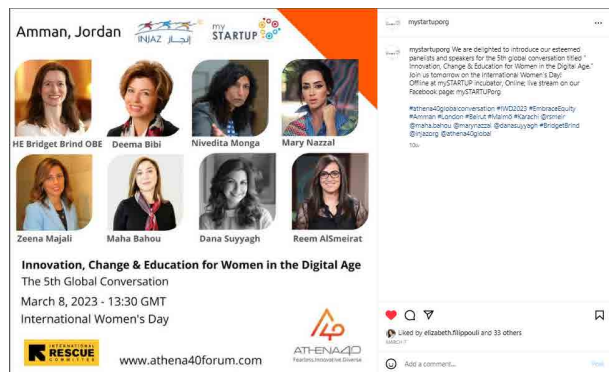 Amman, Jordan
INJAZ إنجاز
my
STARTUP
HE Bridget Brind OBE
Deema Bibi
Nivedita Monga
Mary Nazzal
Zeena Majali
Maha Bahou
Dana Suyyagh
Reem AlSmeirat
Innovation, Change & Education for Women in the Digital Age
The 5th Global Conversation
March 8, 2023 - 13:30 GMT
International Women's Day
INTERNATIONAL
RESCUE
COMMITTEE
www.athena40forum.com
ATHENA40
Fearless.Innovative.Diverse
mystartuporg
mystartuporg We are delighted to introduce our esteemed
panelists and speakers for the 5th global conversation titled "
Innovation, Change & Education for Women in the Digital Age."
Join us tomorrow on the International Women's Day!
Offline at mySTARTUP incubator, Online: live stream on our
Facebook page: mySTARTUPorg
#athena40globalconversation #IWD2023 #EmbraceEquity
#Amman #London #Beirut #Malmö #Karachi @rsmeir
@maha.bahou @marynazzal @danasuyyagh #BridgetBrind
@injazorg @athena40global
Liked by elizabeth.filippouli and 33 others
MARCH 7
Add a comment...